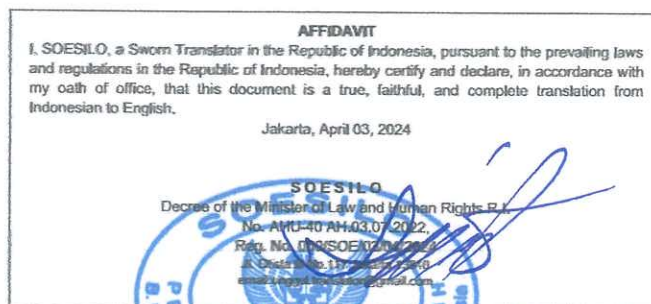 AFFIDAVIT
I, SOESILO, a Sworn Translator in the Republic of Indonesia, pursuant to the prevailing laws
and regulations in the Republic of Indonesia, hereby certify and declare, in accordance with
my oath of office, that this document is a true, faithful, and complete translation from
Indonesian to English.
Jakarta, April 03, 2024
SOESILO
Decree of the Minister of Law and Human Rights R.I.
No. AHU-40 AH.03.07.2022,
Reg. No.
SOESILO